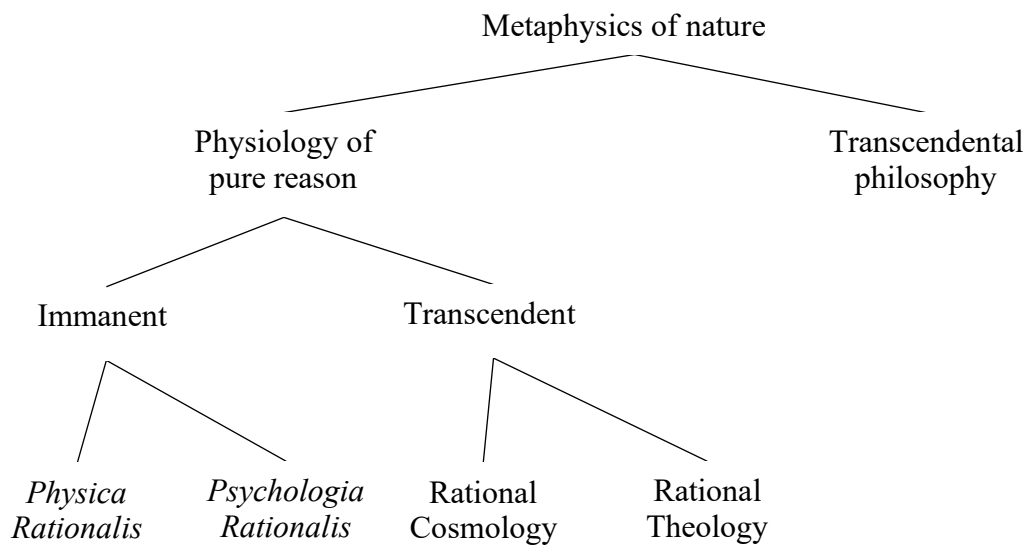 Metaphysics of nature
Physiology of
pure reason
Transcendental
philosophy
Immanent
Transcendent
Physica
Rationalis
Psychologia
Rationalis
Rational
Cosmology
Rational
Theology